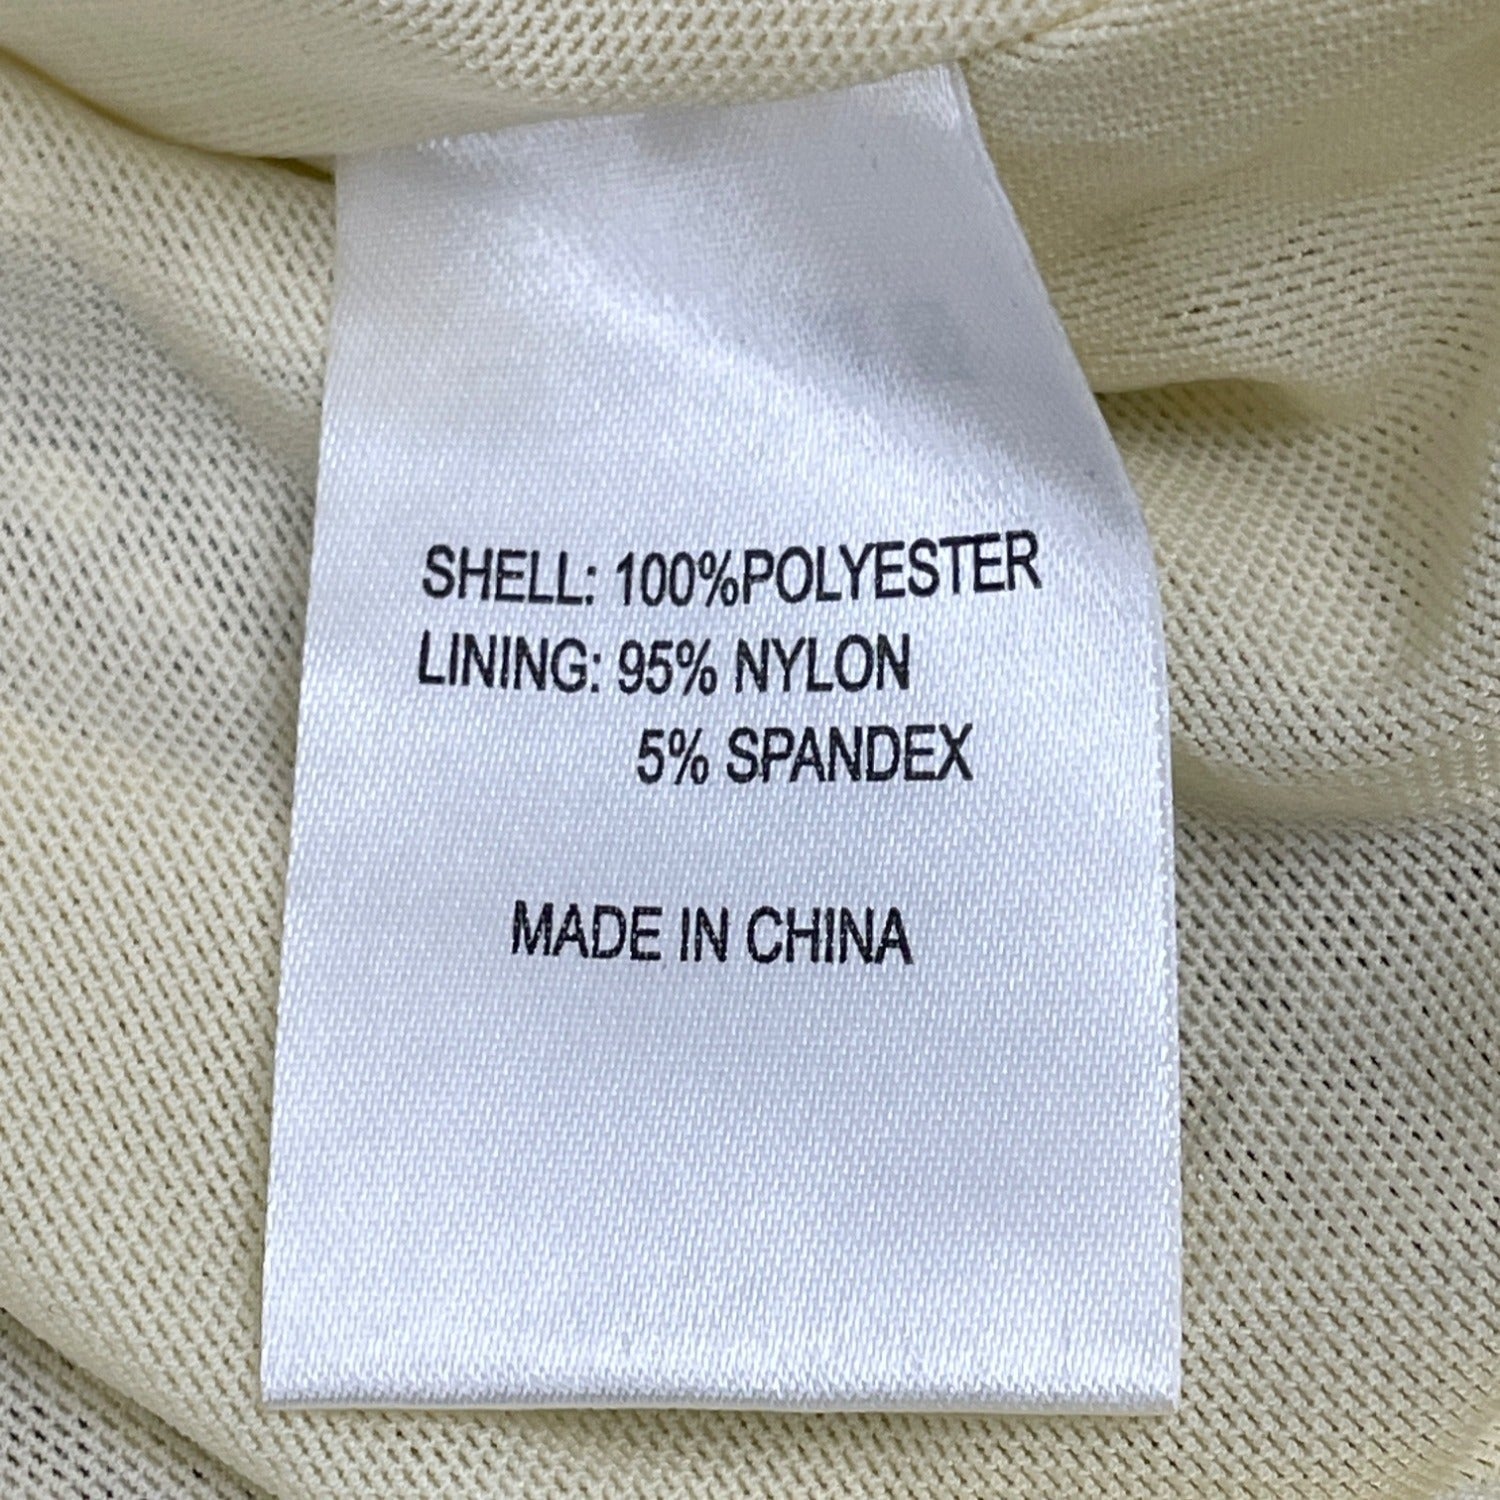 SHELL: 100%POLYESTER
LINING: 95% NYLON
5% SPANDEX
MADE IN CHINA